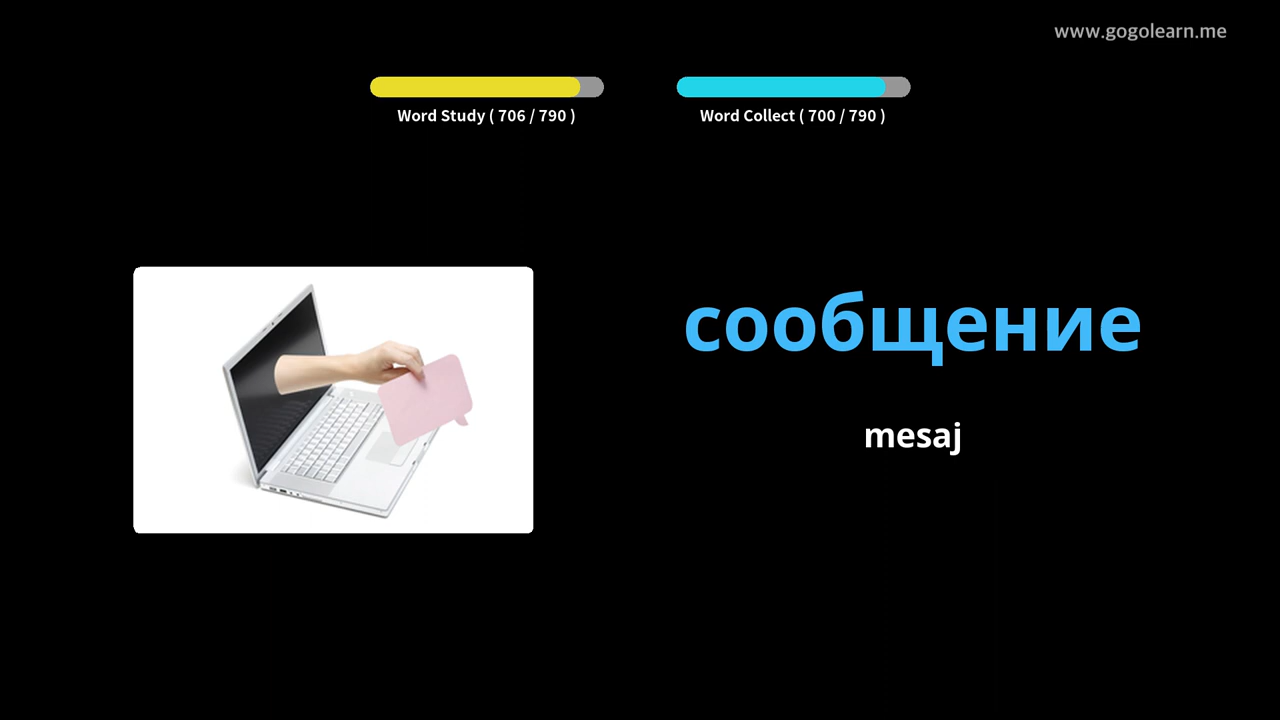 www.gogolearn.me
Word Study ( 706 / 790 )
Word Collect ( 700 / 790 )
сообщение
mesaj